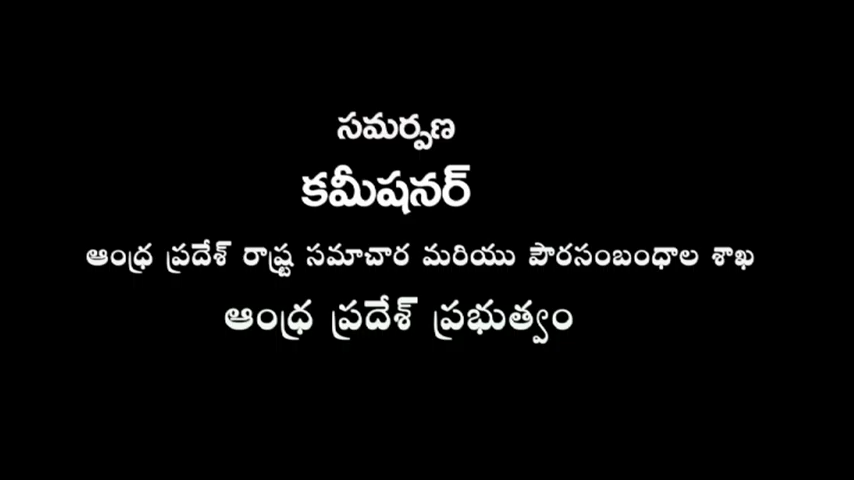 సమర్పణ
కమీషనర్
ఆంధ్ర ప్రదేశ్ రాష్ట్ర సమాచార మరియు పౌరసంబంధాల శాఖ
ఆంధ్ర ప్రదేశ్ ప్రభుత్వం